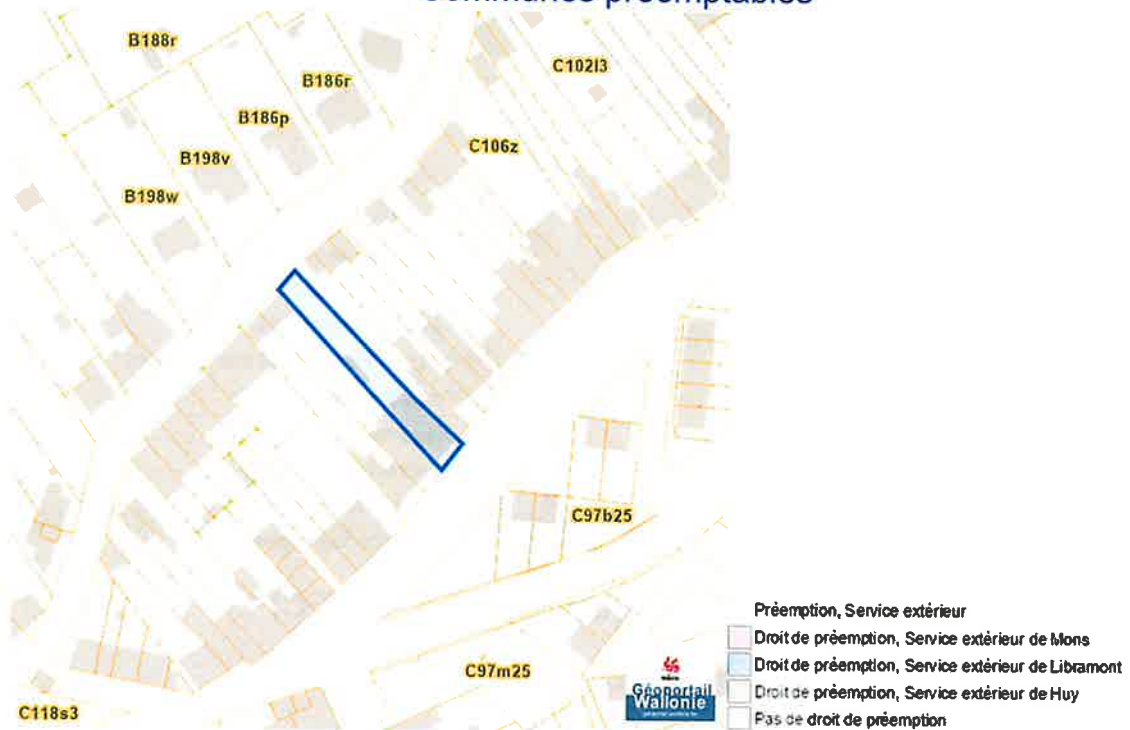 Communes préemptables
B188r
C102l3
B186r
B186p
C106z
B198v
B198w
C97b25
Préemption, Service extérieur
Droit de préemption, Service extérieur de Mons
Droit de préemption, Service extérieur de Libramont
Droit de préemption, Service extérieur de Huy
Pas de droit de préemption
C97m25
Géoportail
Wallonie
C118s3